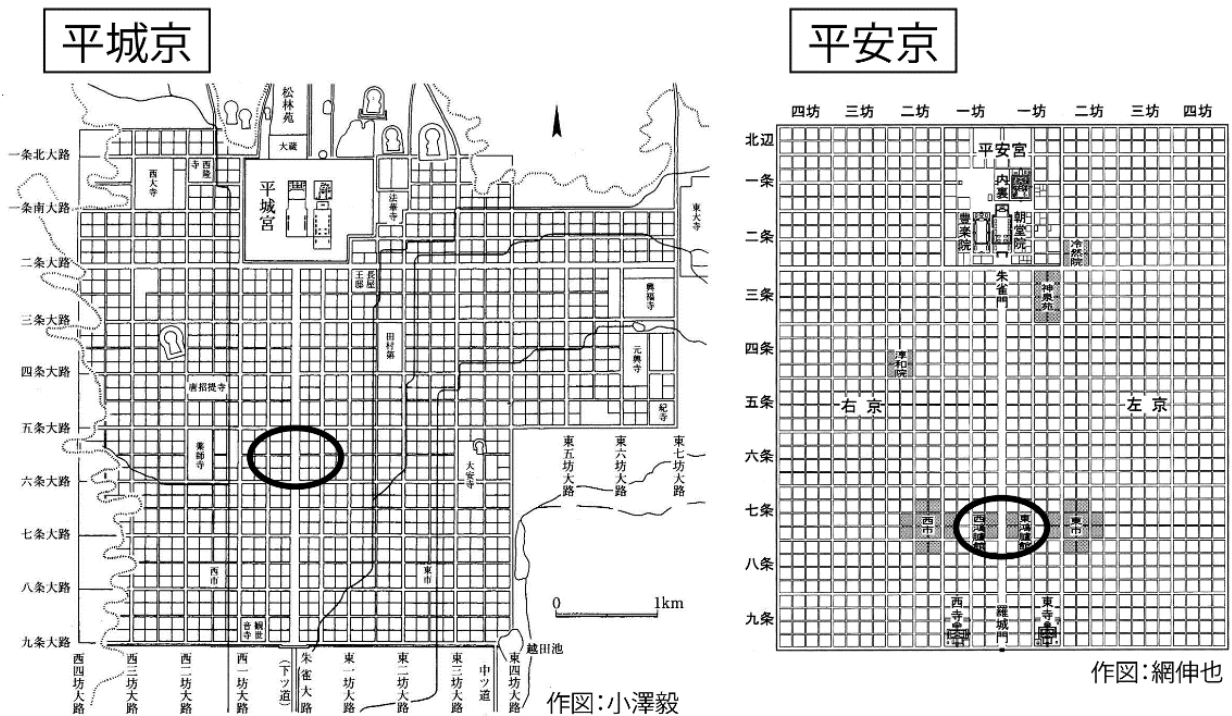 平城京
松林苑
大蔵
一条北大路
西大寺
西隆寺
平城宮
法華寺
東大寺
一条南大路
二条大路
長屋王邸
興福寺
三条大路
田村第
元興寺
四条大路
唐招提寺
紀寺
五条大路
薬師寺
大安寺
東五坊大路
東六坊大路
東七坊大路
六条大路
七条大路
西市
東市
八条大路
0 1km
観世音寺
九条大路
越田池
西四坊大路
西三坊大路
西二坊大路
西一坊大路
(下ツ道)
朱雀大路
東一坊大路
東二坊大路
東三坊大路
中ツ道
東四坊大路
作図:小澤毅
平安京
四坊 三坊 二坊 一坊 一坊 二坊 三坊 四坊
北辺
平安宮
一条
内裏
二条
豊楽院
朝堂院
冷然院
朱雀門
三条
神泉苑
四条
淳和院
五条
右京
左京
六条
七条
西市
西鴻臚館
東鴻臚館
東市
八条
九条
西寺
羅城門
東寺
作図:網伸也